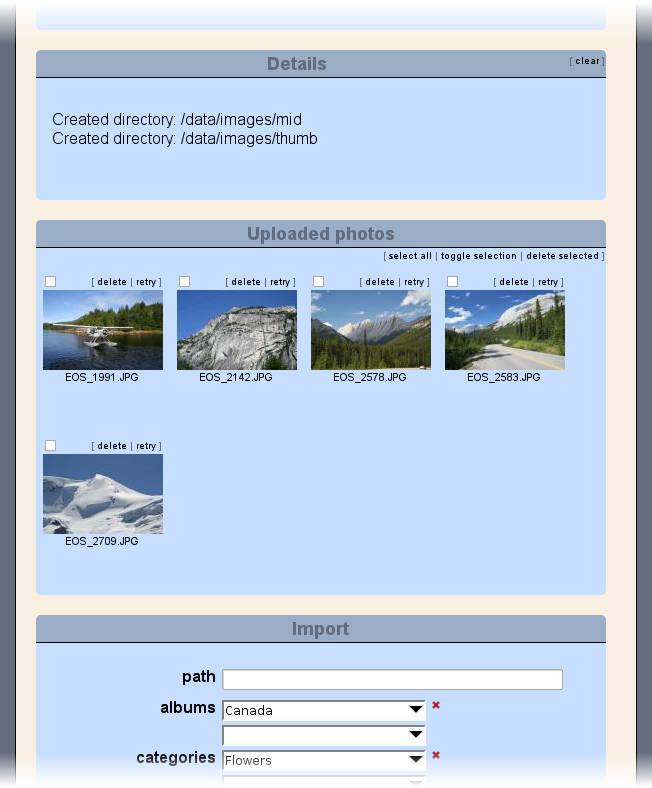 Details
[ clear ]
Created directory: /data/images/mid
Created directory: /data/images/thumb
Uploaded photos
[ select all | toggle selection | delete selected ]
[ delete | retry ] [ delete | retry ] [ delete | retry ] [ delete | retry ]
EOS_1991.JPG EOS_2142.JPG EOS_2578.JPG EOS_2583.JPG
[ delete | retry ]
EOS_2709.JPG
Import
path
albums Canada
categories Flowers